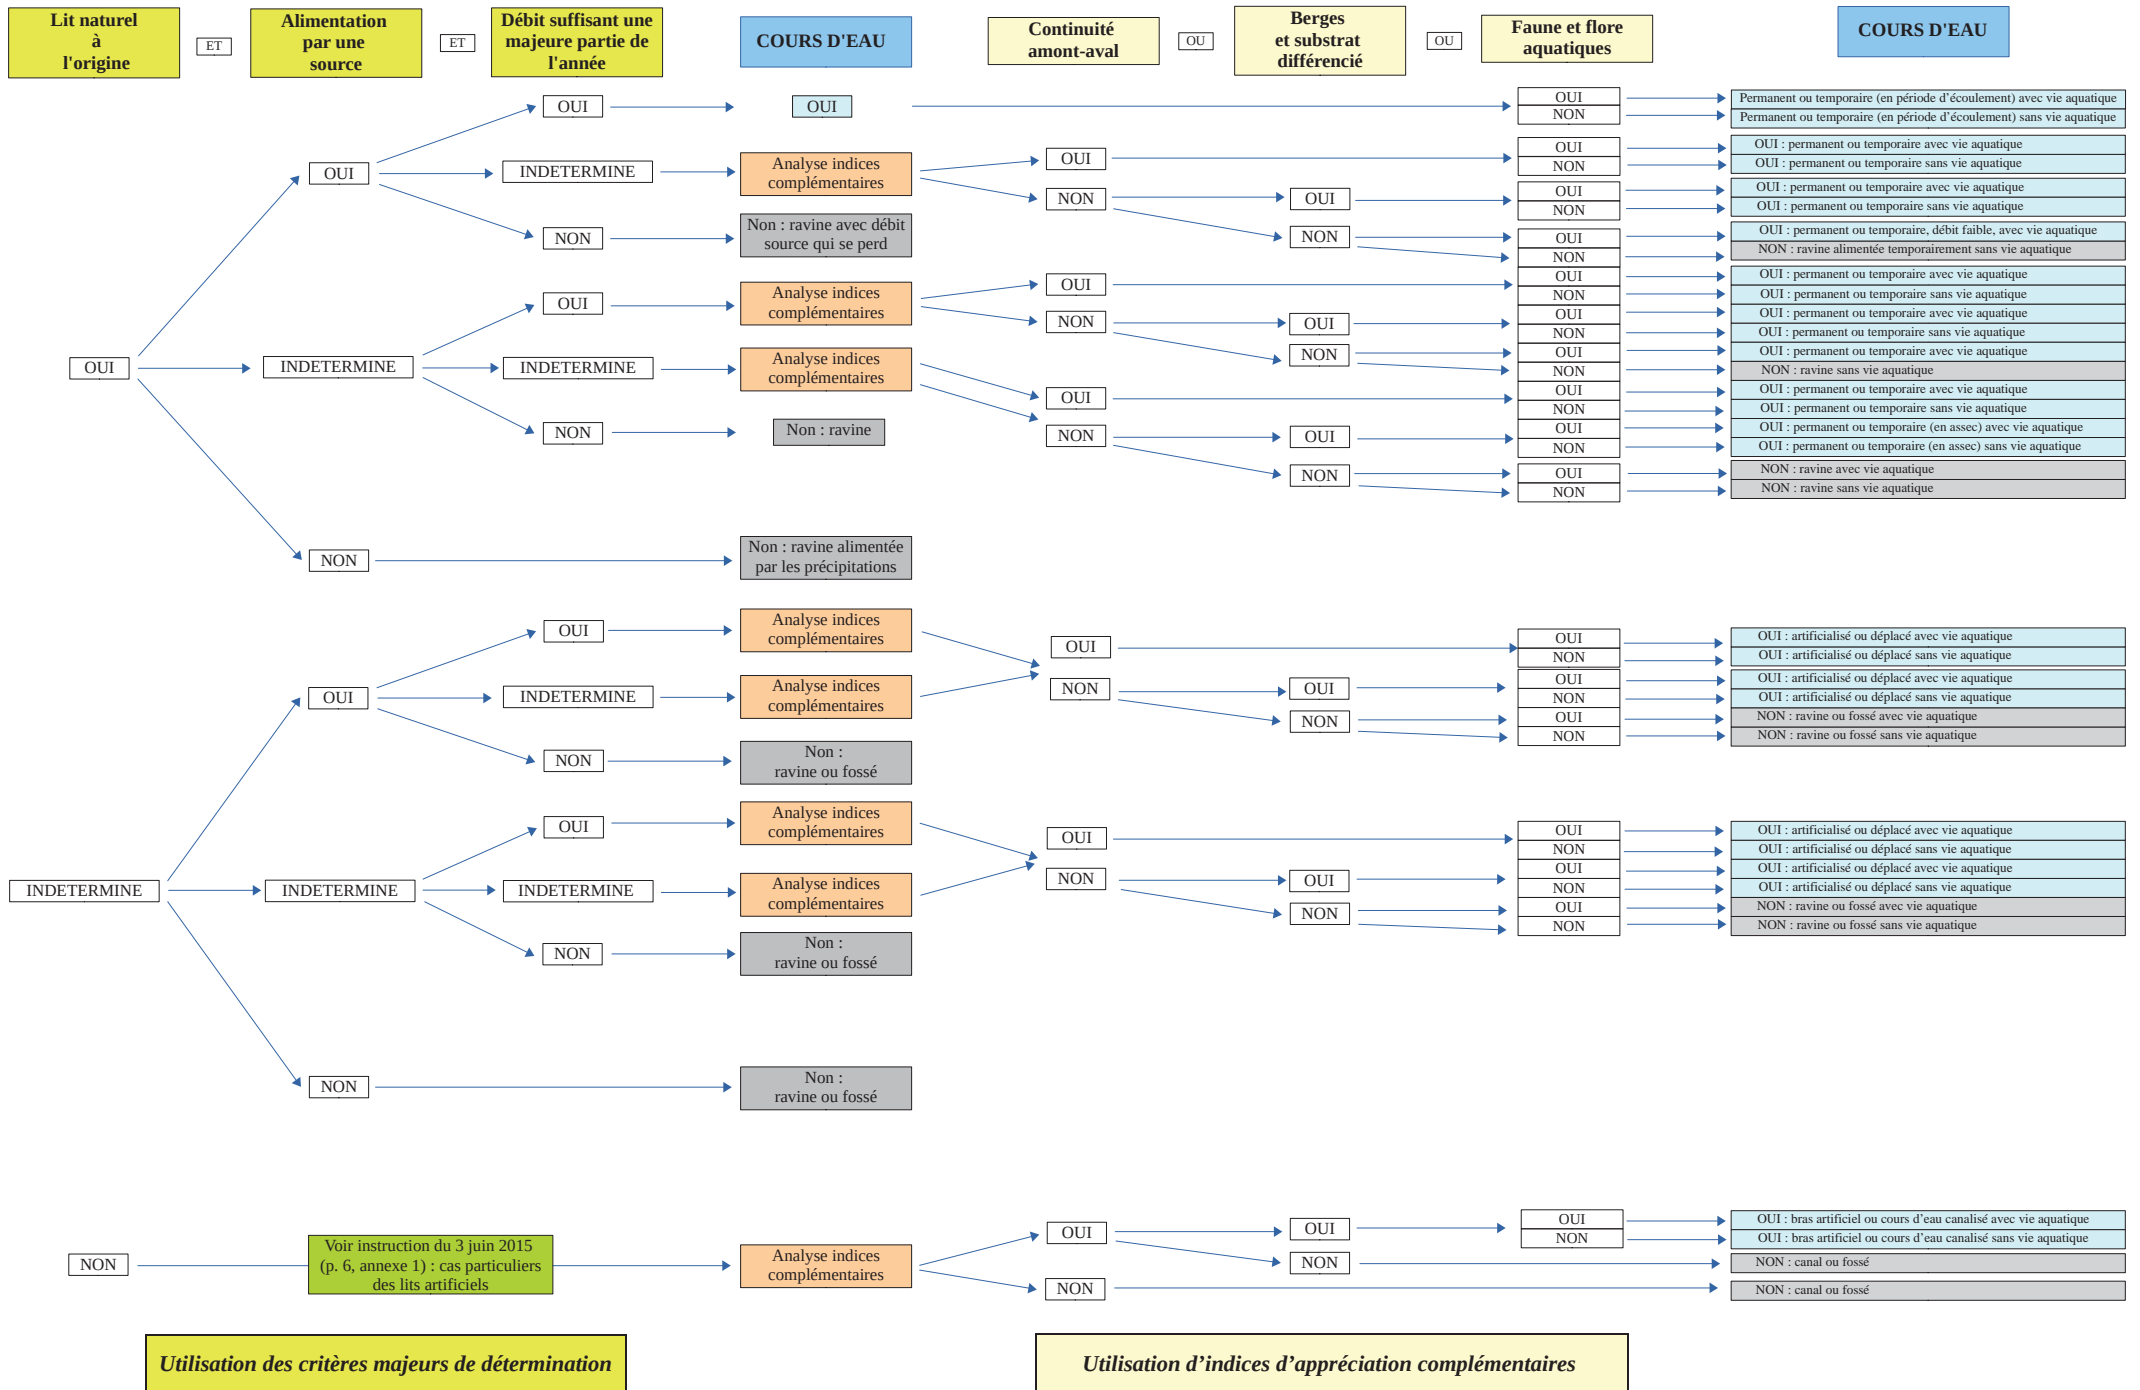 Lit naturel
à
l'origine
ET
Alimentation
par une
source
ET
Débit suffisant une
majeure partie de
l'année
COURS D'EAU
Continuité
amont-aval
OU
Berges
et substrat
différencié
OU
Faune et flore
aquatiques
COURS D'EAU
OUI
OUI
OUI
OUI
Permanent ou temporaire (en période d'écoulement) avec vie aquatique
NON
Permanent ou temporaire (en période d'écoulement) sans vie aquatique
OUI
INDETERMINE
Analyse indices
complémentaires
OUI
OUI
OUI : permanent ou temporaire avec vie aquatique
NON
OUI : permanent ou temporaire sans vie aquatique
NON
OUI
OUI
OUI : permanent ou temporaire avec vie aquatique
NON
OUI : permanent ou temporaire sans vie aquatique
NON
Non : ravine avec débit
source qui se perd
NON
OUI
OUI : permanent ou temporaire, débit faible, avec vie aquatique
NON
NON : ravine alimentée temporairement sans vie aquatique
OUI
Analyse indices
complémentaires
OUI
OUI
OUI : permanent ou temporaire avec vie aquatique
NON
OUI : permanent ou temporaire sans vie aquatique
NON
OUI
OUI
OUI : permanent ou temporaire avec vie aquatique
NON
OUI : permanent ou temporaire sans vie aquatique
NON
OUI
OUI : permanent ou temporaire avec vie aquatique
NON
NON : ravine sans vie aquatique
OUI
INDETERMINE
INDETERMINE
Analyse indices
complémentaires
OUI
OUI
OUI : permanent ou temporaire avec vie aquatique
NON
OUI : permanent ou temporaire sans vie aquatique
NON
Non : ravine
NON
OUI
OUI
OUI : permanent ou temporaire (en assec) avec vie aquatique
NON
OUI : permanent ou temporaire (en assec) sans vie aquatique
NON
OUI
NON : ravine avec vie aquatique
NON
NON : ravine sans vie aquatique
NON
Non : ravine alimentée
par les précipitations
OUI
Analyse indices
complémentaires
OUI
OUI
OUI : artificialisé ou déplacé avec vie aquatique
NON
OUI : artificialisé ou déplacé sans vie aquatique
OUI
INDETERMINE
Analyse indices
complémentaires
NON
OUI
OUI
OUI : artificialisé ou déplacé avec vie aquatique
NON
OUI : artificialisé ou déplacé sans vie aquatique
NON
OUI
NON : ravine ou fossé avec vie aquatique
NON
NON : ravine ou fossé sans vie aquatique
NON
Non :
ravine ou fossé
OUI
Analyse indices
complémentaires
OUI
OUI
OUI : artificialisé ou déplacé avec vie aquatique
NON
OUI : artificialisé ou déplacé sans vie aquatique
INDETERMINE
INDETERMINE
INDETERMINE
Analyse indices
complémentaires
NON
OUI
OUI
OUI : artificialisé ou déplacé avec vie aquatique
NON
OUI : artificialisé ou déplacé sans vie aquatique
NON
OUI
NON : ravine ou fossé avec vie aquatique
NON
NON : ravine ou fossé sans vie aquatique
NON
Non :
ravine ou fossé
NON
Non :
ravine ou fossé
NON
Voir instruction du 3 juin 2015
(p. 6, annexe 1) : cas particuliers
des lits artificiels
Analyse indices
complémentaires
OUI
OUI
OUI
OUI : bras artificiel ou cours d'eau canalisé avec vie aquatique
NON
OUI : bras artificiel ou cours d'eau canalisé sans vie aquatique
NON
NON : canal ou fossé
NON
NON : canal ou fossé
Utilisation des critères majeurs de détermination
Utilisation d'indices d'appréciation complémentaires